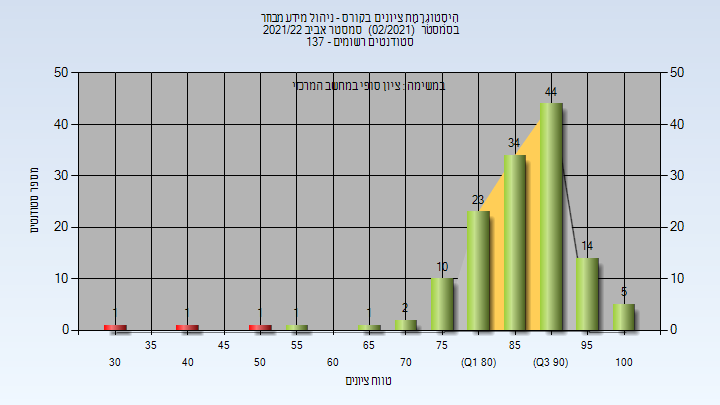 היסטוגרמת ציונים בקורס - ניהול מידע מבחר
בסמסטר (02/2021) סמסטר אביב 2021/22
סטודנטים רשומים - 137
במשימה : ציון סופי במחשב המרכזי
50 50
40 40
30 30
20 20
10 10
0 0
מספר סטודנטים
1 1 1 1 1 2 10 23 34 44 14 5
35 45 55 65 75 85 95
30 40 50 60 70 (Q1 80) (Q3 90) 100
טווח ציונים